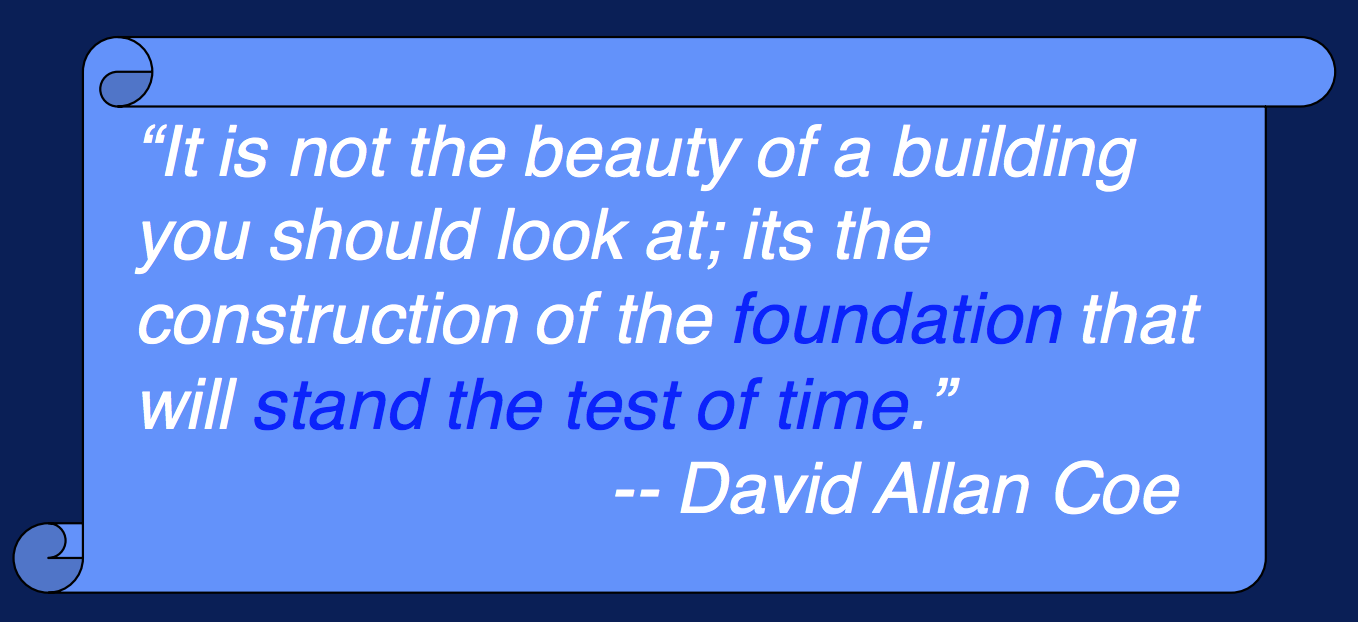 “It is not the beauty of a building
you should look at; its the
construction of the foundation that
will stand the test of time.”
-- David Allan Coe